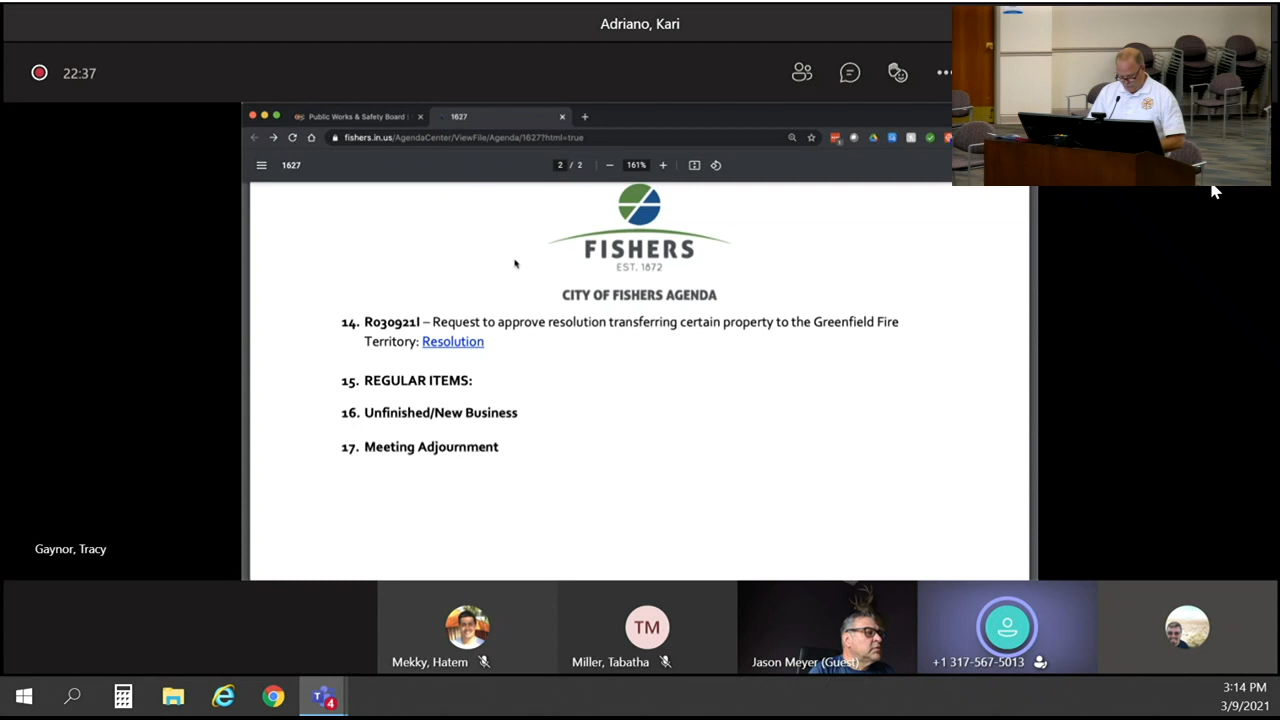 Adriano, Kari
22:37
Public Works & Safety Board
1627
fishers.in.us/AgendaCenter/ViewFile/Agenda/1627?html=true
1627
2 / 2
161%
FISHERS
EST. 1872
CITY OF FISHERS AGENDA
14. R030921l – Request to approve resolution transferring certain property to the Greenfield Fire
Territory: Resolution
15. REGULAR ITEMS:
16. Unfinished/New Business
17. Meeting Adjournment
Gaynor, Tracy
TM
Mekky, Hatem
Miller, Tabatha
Jason Meyer (Guest)
+1 317-567-5013
4
3:14 PM
3/9/2021